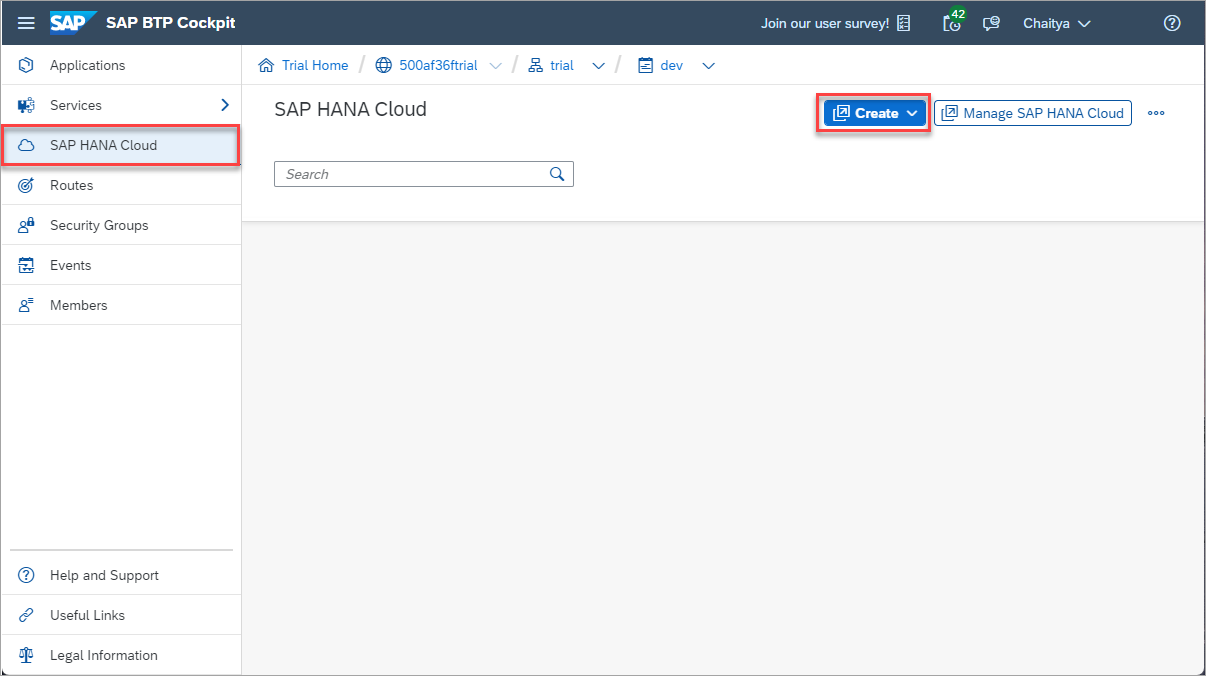 SAP SAP BTP Cockpit
Join our user survey!
42
Chaitya
Applications
Services
SAP HANA Cloud
Routes
Security Groups
Events
Members
Help and Support
Useful Links
Legal Information
Trial Home / 500af36ftrial / trial / dev
SAP HANA Cloud
Create
Manage SAP HANA Cloud
Search